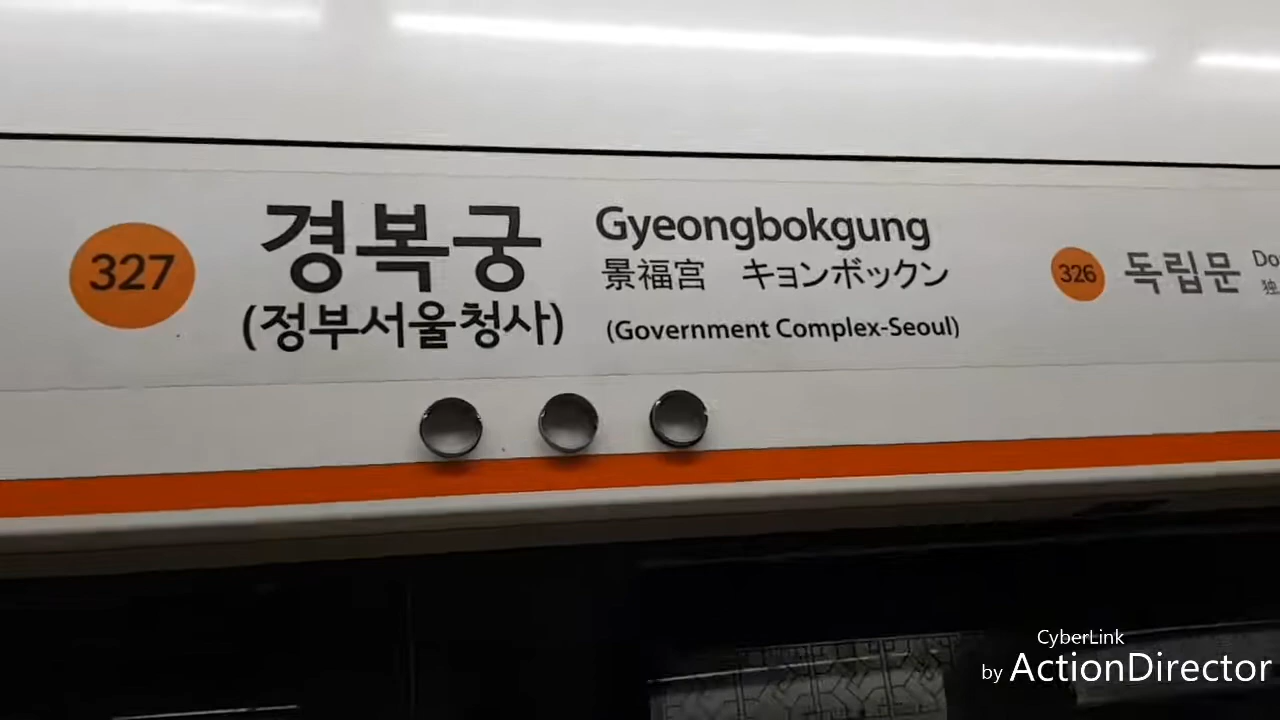 327
경복궁
(정부서울청사)
Gyeongbokgung
景福宮 キョンボックン
(Government Complex-Seoul)
326
독립문
CyberLink
by ActionDirector